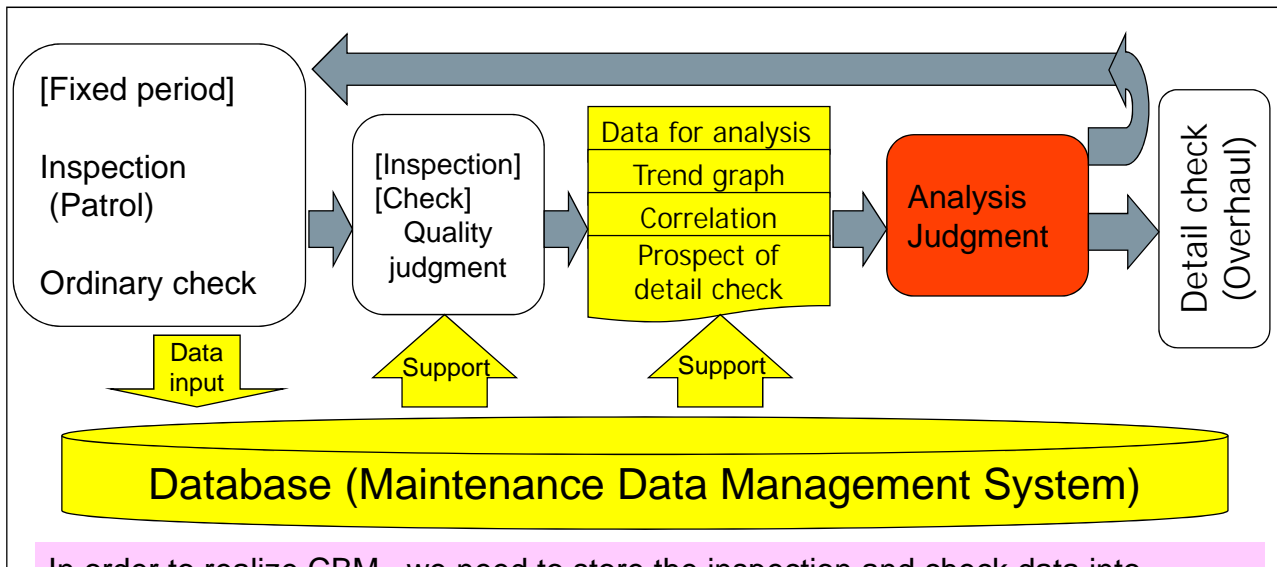 [Fixed period]
Inspection
(Patrol)
Ordinary check
[Inspection]
[Check]
Quality
judgment
Data for analysis
Trend graph
Correlation
Prospect of
detail check
Analysis
Judgment
Detail check
(Overhaul)
Data
input
Support
Support
Database (Maintenance Data Management System)
In order to realize CBM, we need to store the inspection and check data into